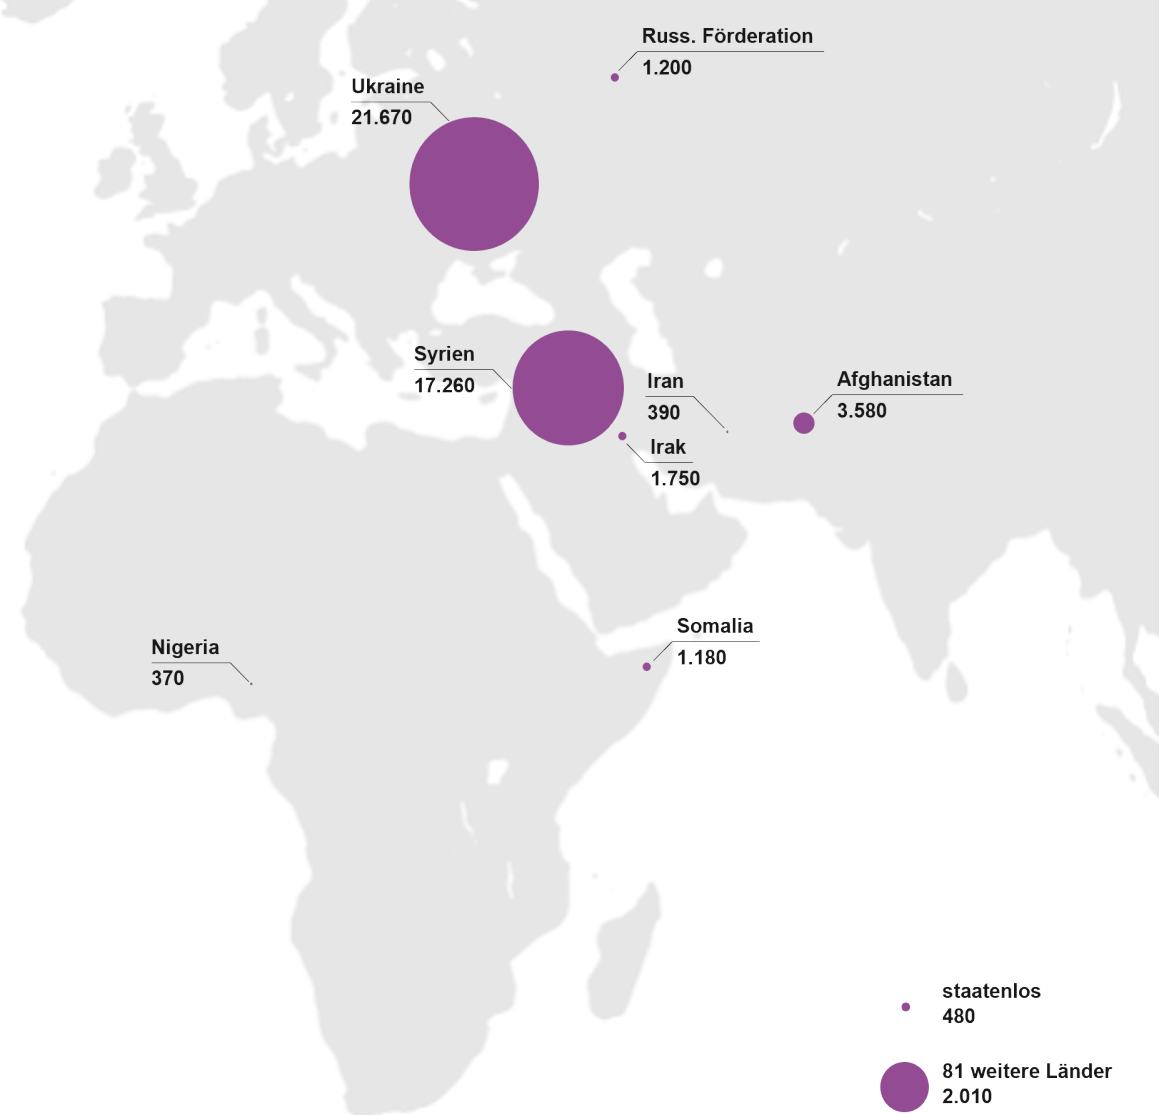 Russ. Förderation
1.200
Ukraine
21.670
Syrien
17.260
Iran
390
Afghanistan
3.580
Irak
1.750
Somalia
1.180
Nigeria
370
staatenlos
480
81 weitere Länder
2.010